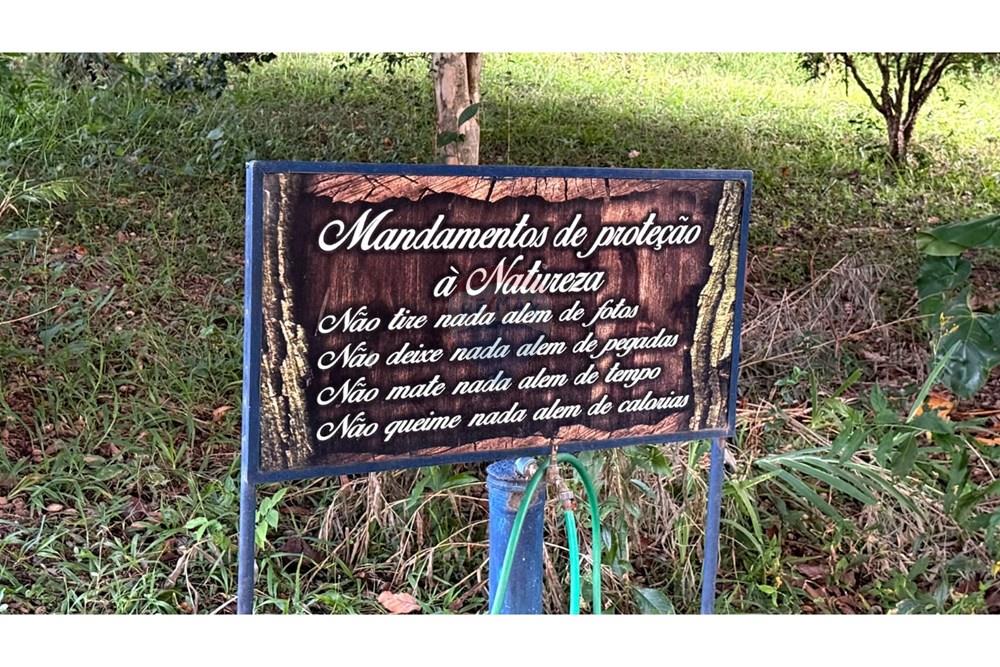 Mandamentos de proteção
à Natureza
Não tire nada alem de fotos
Não deixe nada alem de pegadas
Não mate nada alem de tempo
Não queime nada alem de calorias